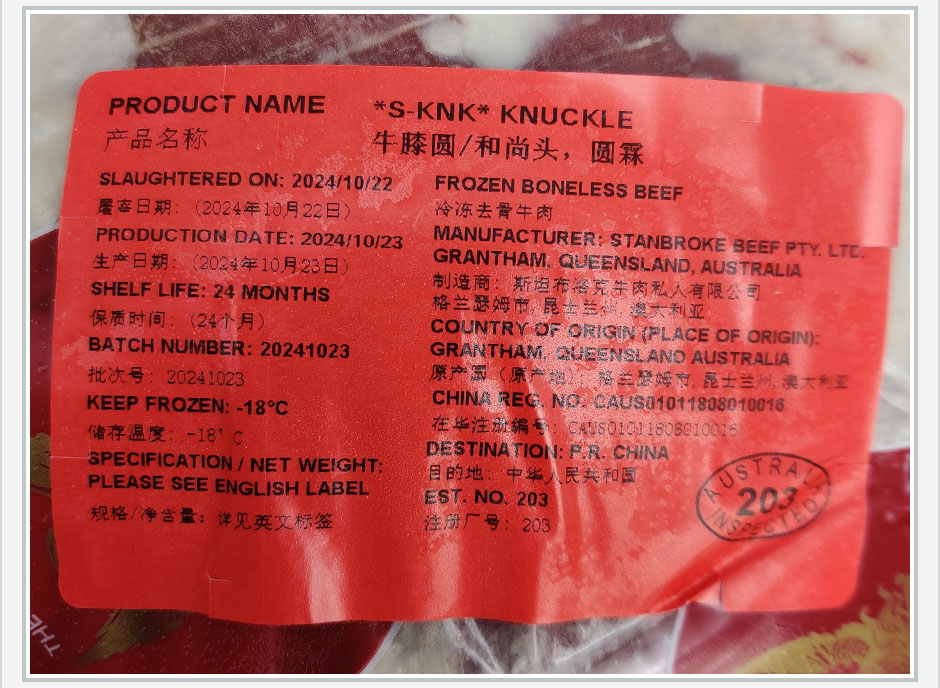 PRODUCT NAME
产品名称
*S-KNK* KNUCKLE
牛膝圆/和尚头，圆霖
SLAUGHTERED ON: 2024/10/22
屠宰日期：（2024年10月22日）
PRODUCTION DATE: 2024/10/23
生产日期：（2024年10月23日）
SHELF LIFE: 24 MONTHS
保质时间：（24个月）
BATCH NUMBER: 20241023
批次号：20241023
KEEP FROZEN: -18°C
储存温度：-18° C
SPECIFICATION / NET WEIGHT:
PLEASE SEE ENGLISH LABEL
规格/净含量：详见英文标签
FROZEN BONELESS BEEF
冷冻去骨牛肉
MANUFACTURER: STANBROKE BEEF PTY. LTD.
GRANTHAM, QUEENSLAND, AUSTRALIA
制造商：斯坦布洛克牛肉私人有限公司
格兰瑟姆市, 昆士兰州, 澳大利亚
COUNTRY OF ORIGIN (PLACE OF ORIGIN):
GRANTHAM, QUEENSLAND AUSTRALIA
原产国（原产地）：格兰瑟姆市, 昆士兰州, 澳大利亚
CHINA REG. NO: CAUS01011808010016
在华注册编号：CAUS01011808010016
DESTINATION: P.R. CHINA
目的地：中华人民共和国
EST. NO. 203
注册厂号：203
AUSTRALIA
203
INSPECTED
THE